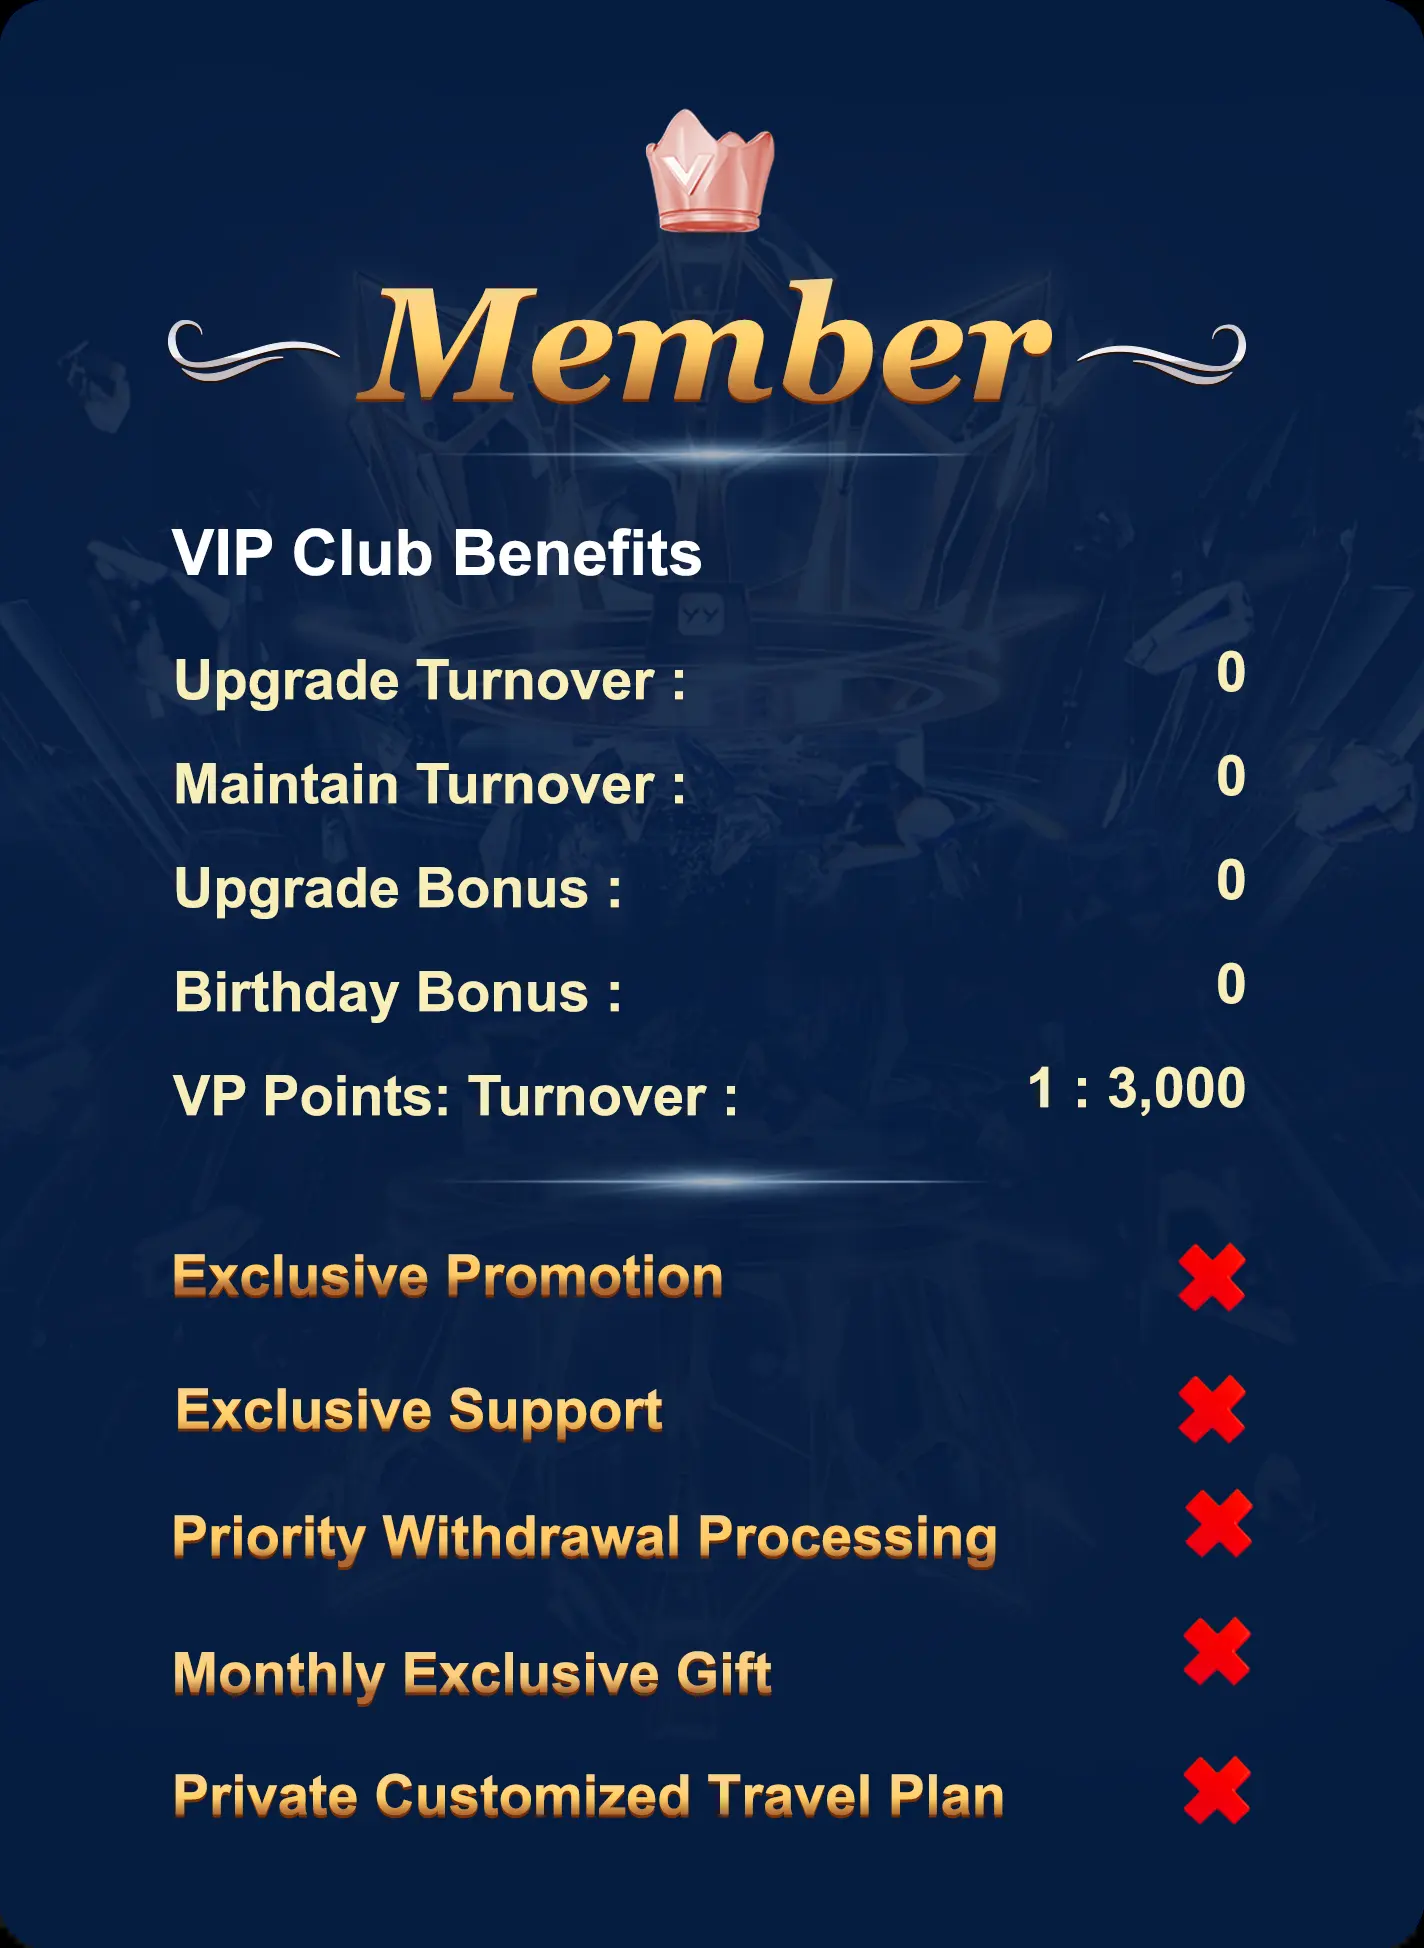 Member
VIP Club Benefits
Upgrade Turnover : 0
Maintain Turnover : 0
Upgrade Bonus : 0
Birthday Bonus : 0
VP Points: Turnover : 1 : 3,000
Exclusive Promotion
Exclusive Support
Priority Withdrawal Processing
Monthly Exclusive Gift
Private Customized Travel Plan